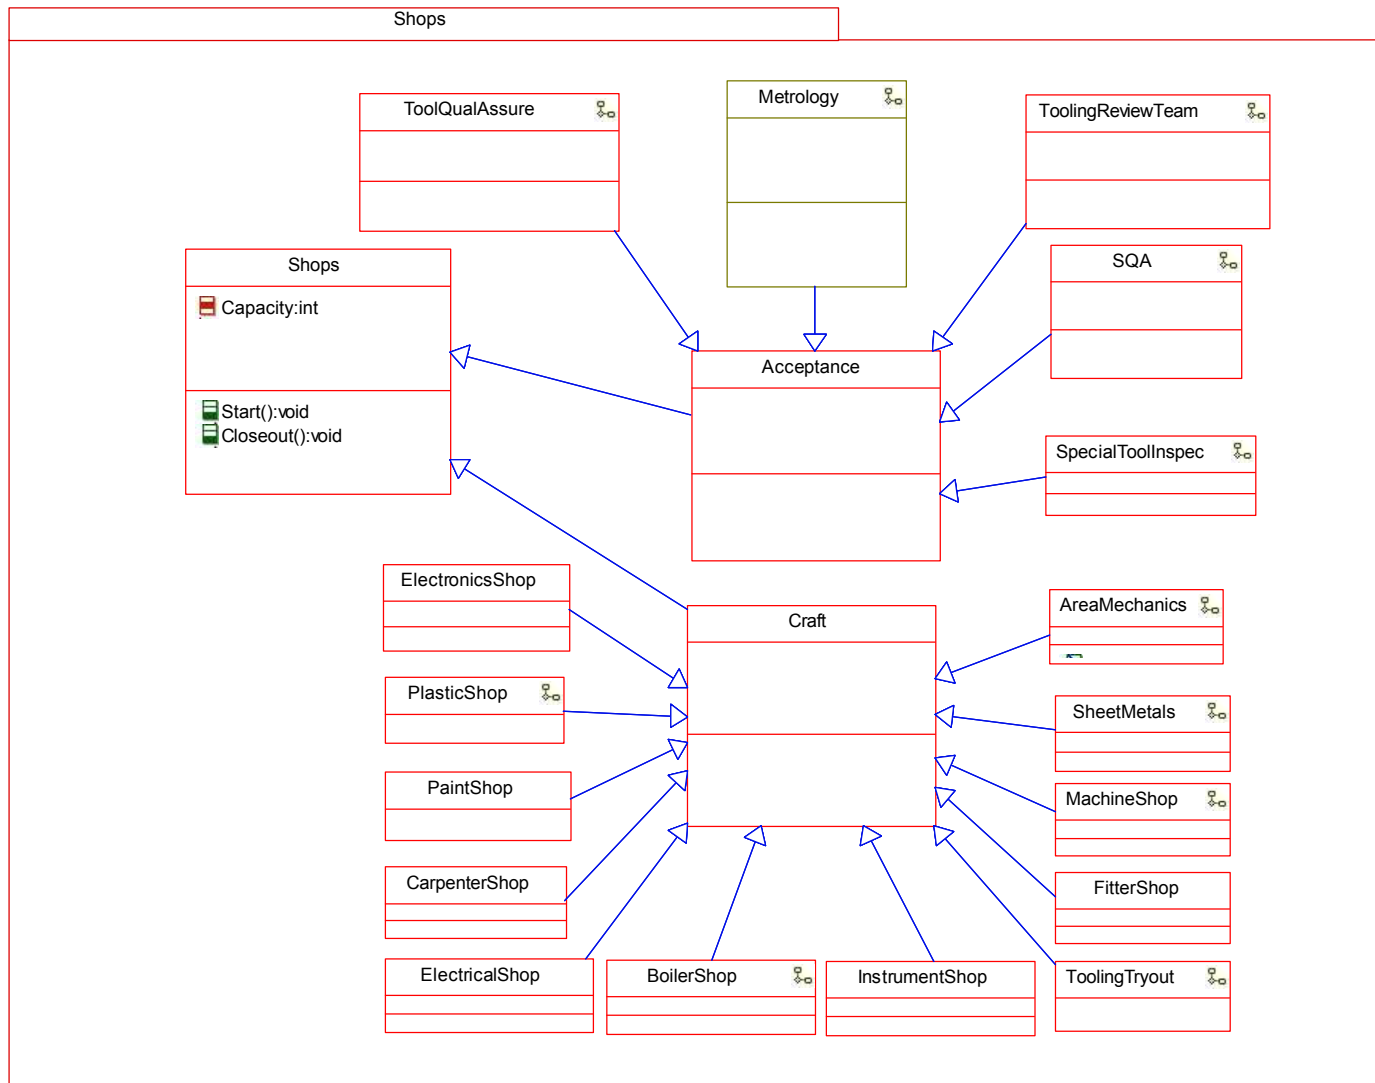 Shops
ToolQualAssure
Metrology
ToolingReviewTeam
Shops
Capacity:int
Start():void
Closeout():void
SQA
Acceptance
SpecialToolInspec
ElectronicsShop
Craft
AreaMechanics
PlasticShop
SheetMetals
PaintShop
MachineShop
CarpenterShop
FitterShop
ElectricalShop
BoilerShop
InstrumentShop
ToolingTryout